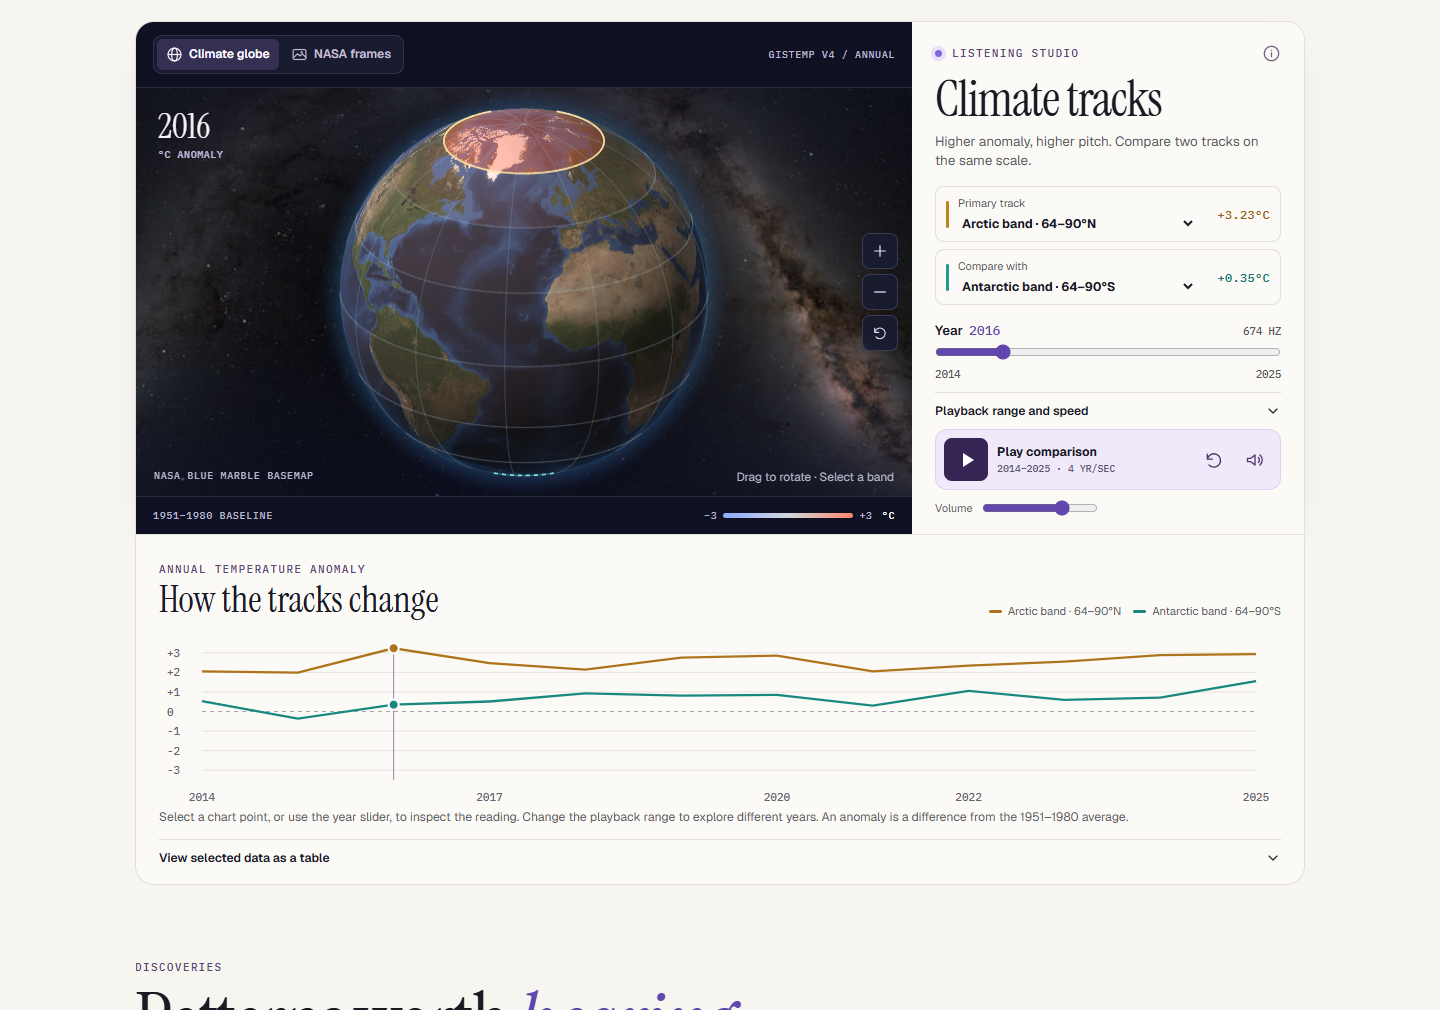 Climate globe
NASA frames
GISTEMP V4 / ANNUAL
2016
°C ANOMALY
NASA BLUE MARBLE BASEMAP
Drag to rotate · Select a band
1951–1980 BASELINE
−3
+3 °C
LISTENING STUDIO
Climate tracks
Higher anomaly, higher pitch. Compare two tracks on
the same scale.
Primary track
Arctic band · 64–90°N
+3.23°C
Compare with
Antarctic band · 64–90°S
+0.35°C
Year 2016
674 HZ
2014
2025
Playback range and speed
Play comparison
2014–2025 · 4 YR/SEC
Volume
ANNUAL TEMPERATURE ANOMALY
How the tracks change
Arctic band · 64–90°N
Antarctic band · 64–90°S
+3
+2
+1
0
-1
-2
-3
2014
2017
2020
2022
2025
Select a chart point, or use the year slider, to inspect the reading. Change the playback range to explore different years. An anomaly is a difference from the 1951–1980 average.
View selected data as a table
DISCOVERIES
Patterns worth hearing